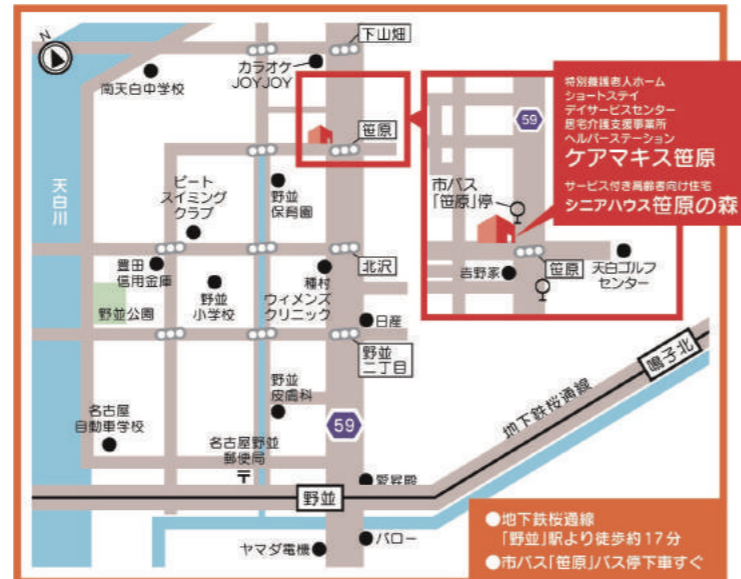 N
下山畑
カラオケ
JOYJOY
南天白中学校
笹原
天白川
ビート
スイミング
クラブ
野並
保育園
北沢
豊田
信用金庫
野並
小学校
種村
ウィメンズ
クリニック
野並公園
日産
野並
二丁目
野並
皮膚科
59
名古屋
自動車学校
名古屋野並
郵便局
〒
愛昇殿
野並
地下鉄桜通線
鳴子北
ヤマダ電機
バロー
59
市バス
「笹原」停
笹原
吉野家
天白ゴルフ
センター
特別養護老人ホーム
ショートステイ
デイサービスセンター
居宅介護支援事業所
ヘルパーステーション
ケアマキス笹原
サービス付き高齢者向け住宅
シニアハウス笹原の森
●地下鉄桜通線
「野並」駅より徒歩約17分
●市バス「笹原」バス停下車すぐ